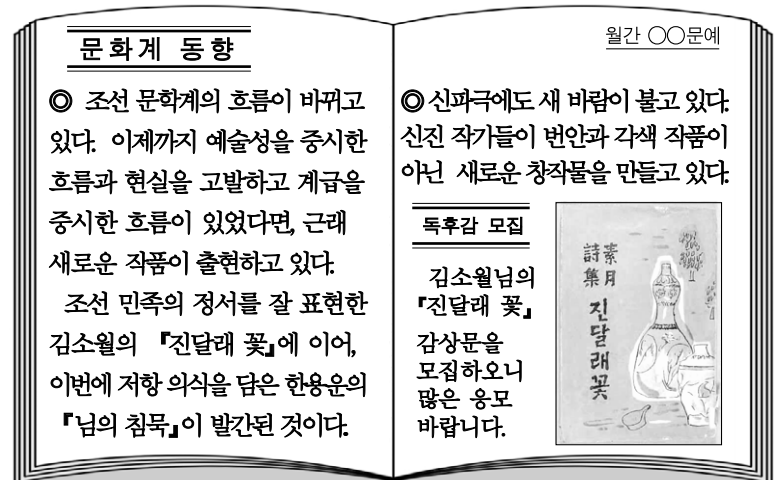 문화계 동향
◎ 조선 문학계의 흐름이 바뀌고
있다. 이제까지 예술성을 중시한
흐름과 현실을 고발하고 계급을
중시한 흐름이 있었다면, 근래
새로운 작품이 출현하고 있다.
조선 민족의 정서를 잘 표현한
김소월의 『진달래 꽃』에 이어,
이번에 저항 의식을 담은 한용운의
『님의 침묵』이 발간된 것이다.
월간 ○○문예
◎ 신파극에도 새 바람이 불고 있다.
신진 작가들이 번안과 각색 작품이
아닌 새로운 창작물을 만들고 있다.
독후감 모집
김소월님의
『진달래 꽃』
감상문을
모집하오니
많은 응모
바랍니다.
素月
詩集
진달래꽃